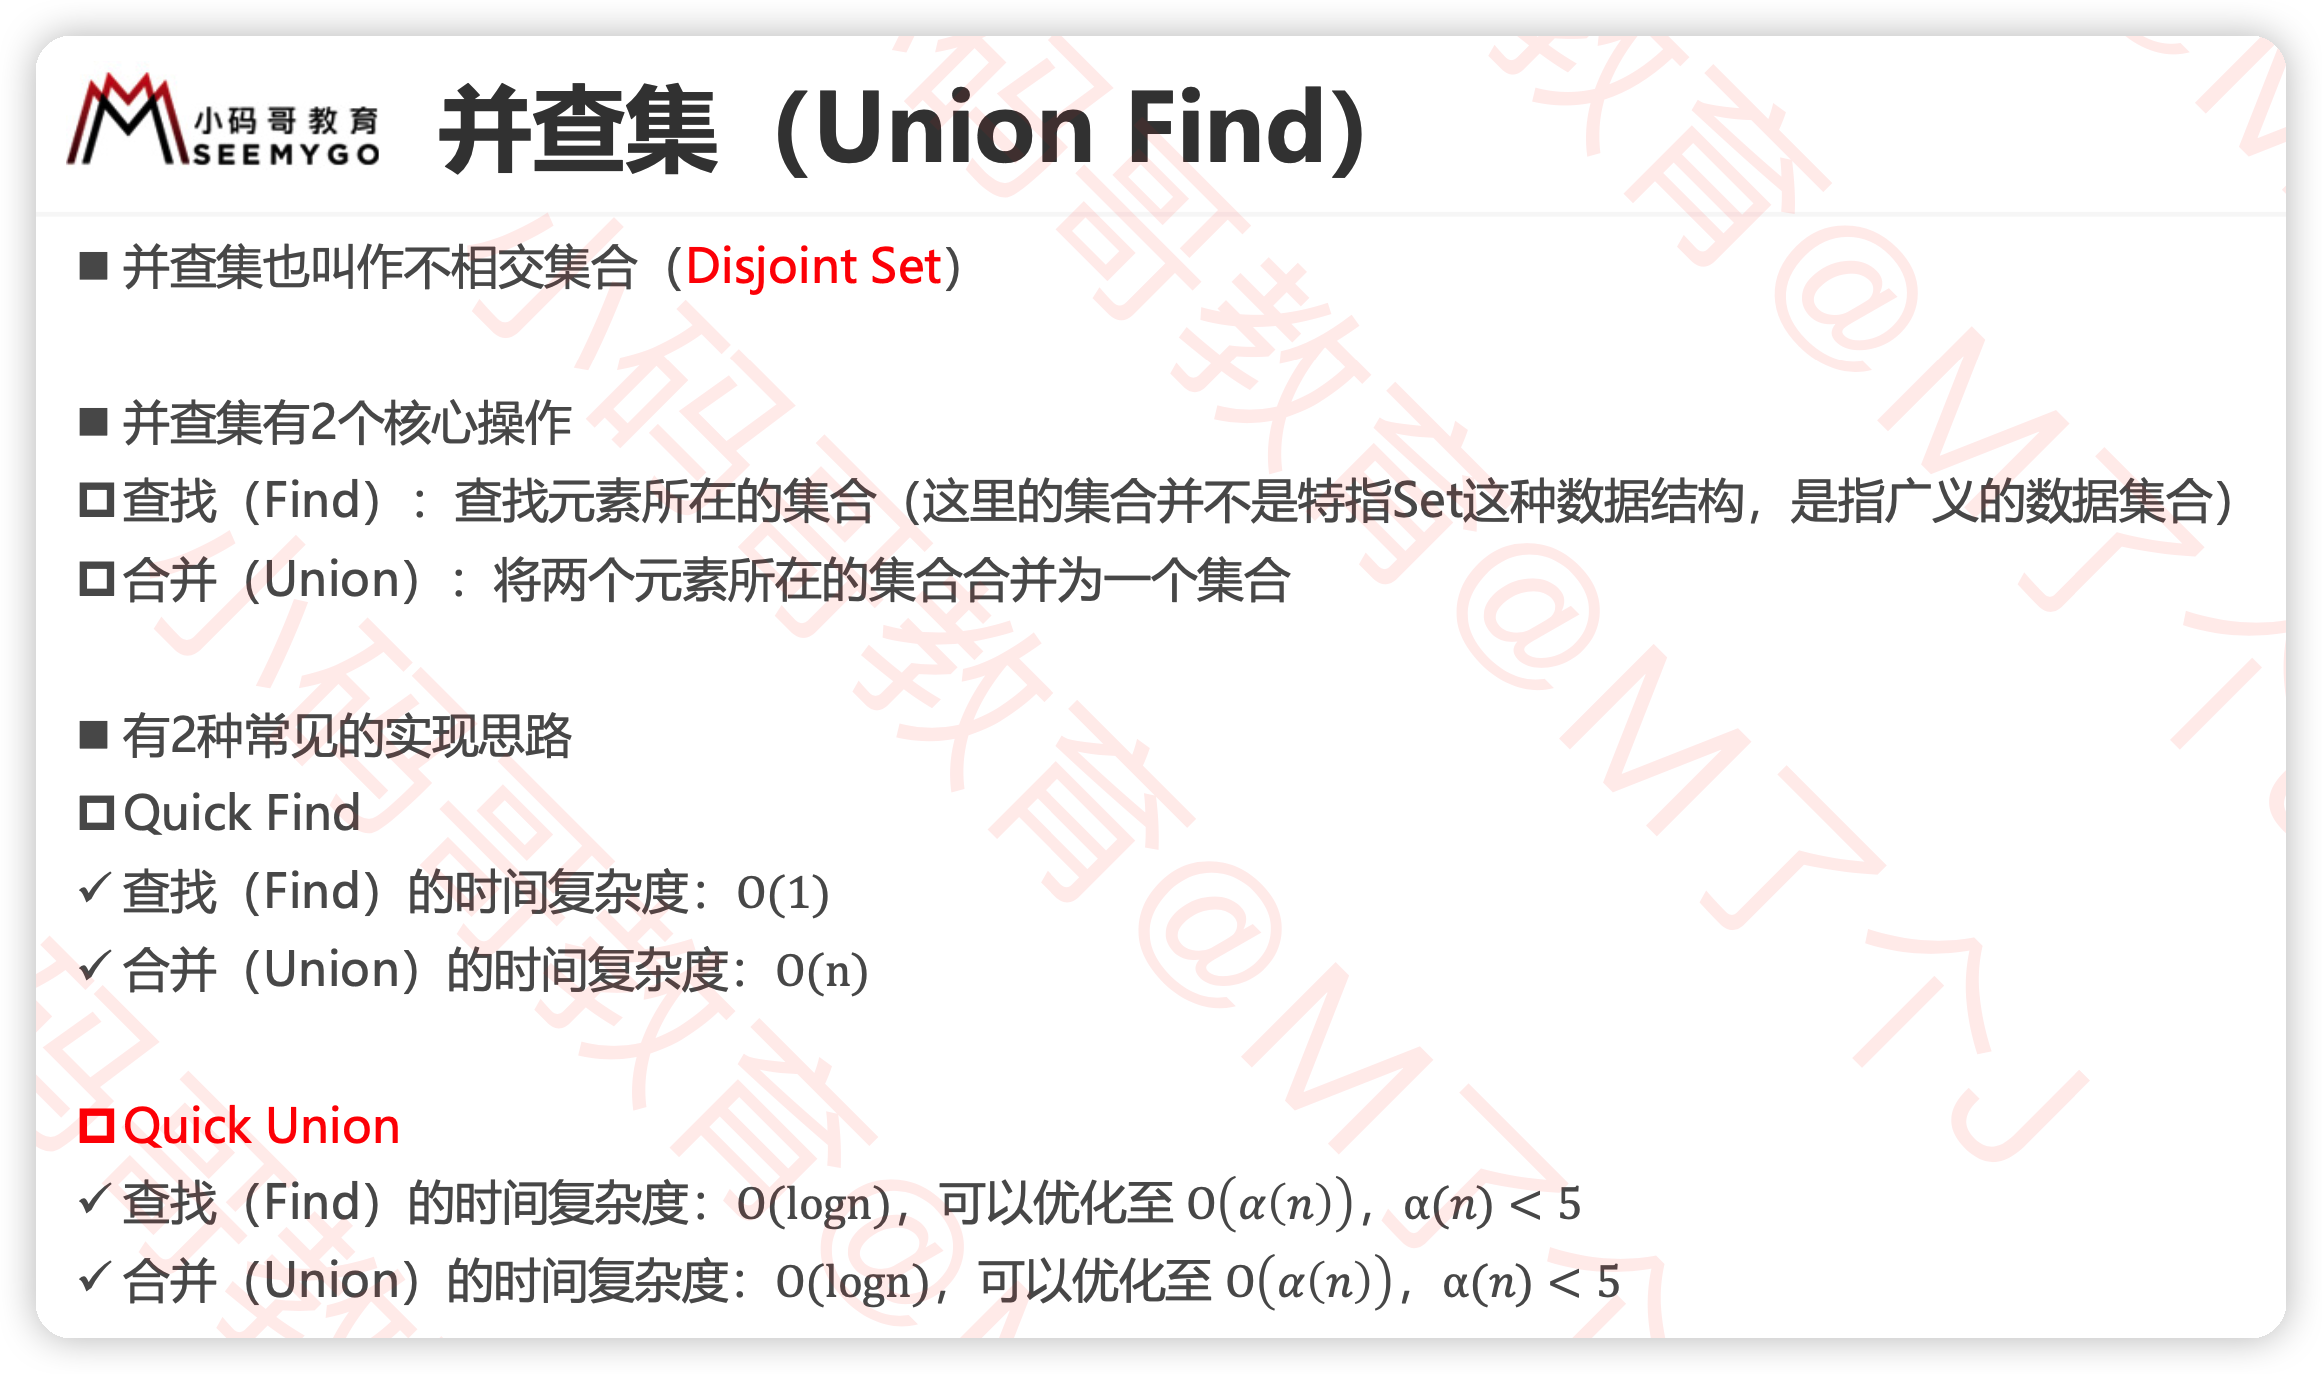 小码哥教育
SEEMYGO
并查集（Union Find）
■ 并查集也叫作不相交集合（Disjoint Set）
■ 并查集有2个核心操作
查找（Find）：查找元素所在的集合（这里的集合并不是特指Set这种数据结构，是指广义的数据集合）
合并（Union）：将两个元素所在的集合合并为一个集合
■ 有2种常见的实现思路
Quick Find
✓ 查找（Find）的时间复杂度：O(1)
✓ 合并（Union）的时间复杂度：O(n)
Quick Union
✓ 查找（Find）的时间复杂度：O(logn)，可以优化至 O(α(n))，α(n) < 5
✓ 合并（Union）的时间复杂度：O(logn)，可以优化至 O(α(n))，α(n) < 5
小码哥教育@M了个J